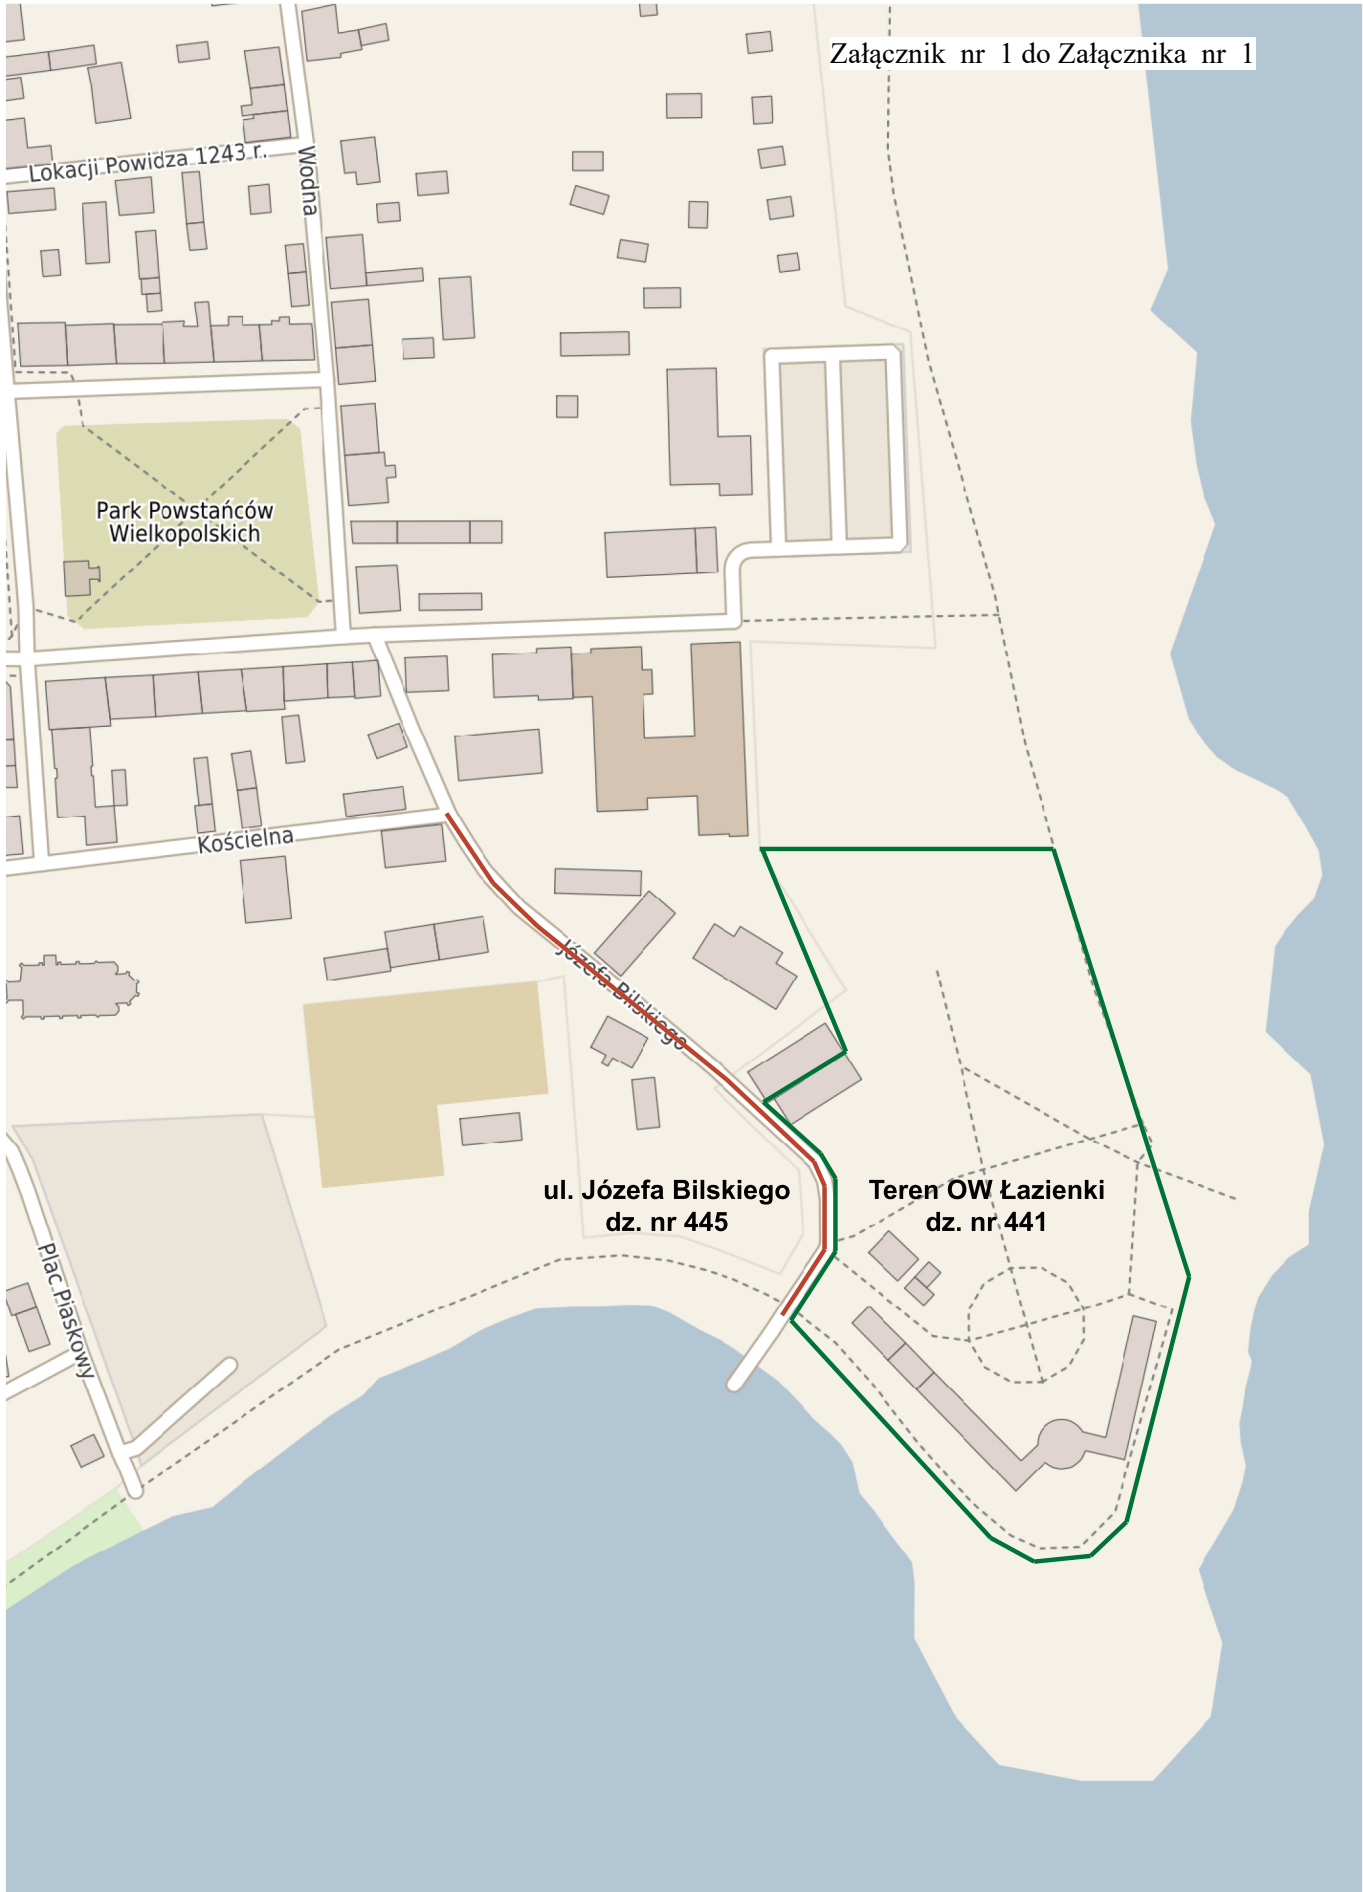 Załącznik nr 1 do Załącznika nr 1
Lokacji Powidza 1243 r.
Wodna
Park Powstańców
Wielkopolskich
Kościelna
Józefa Bilskiego
ul. Józefa Bilskiego
dz. nr 445
Teren OW Łazienki
dz. nr 441
Plac Piaskowy